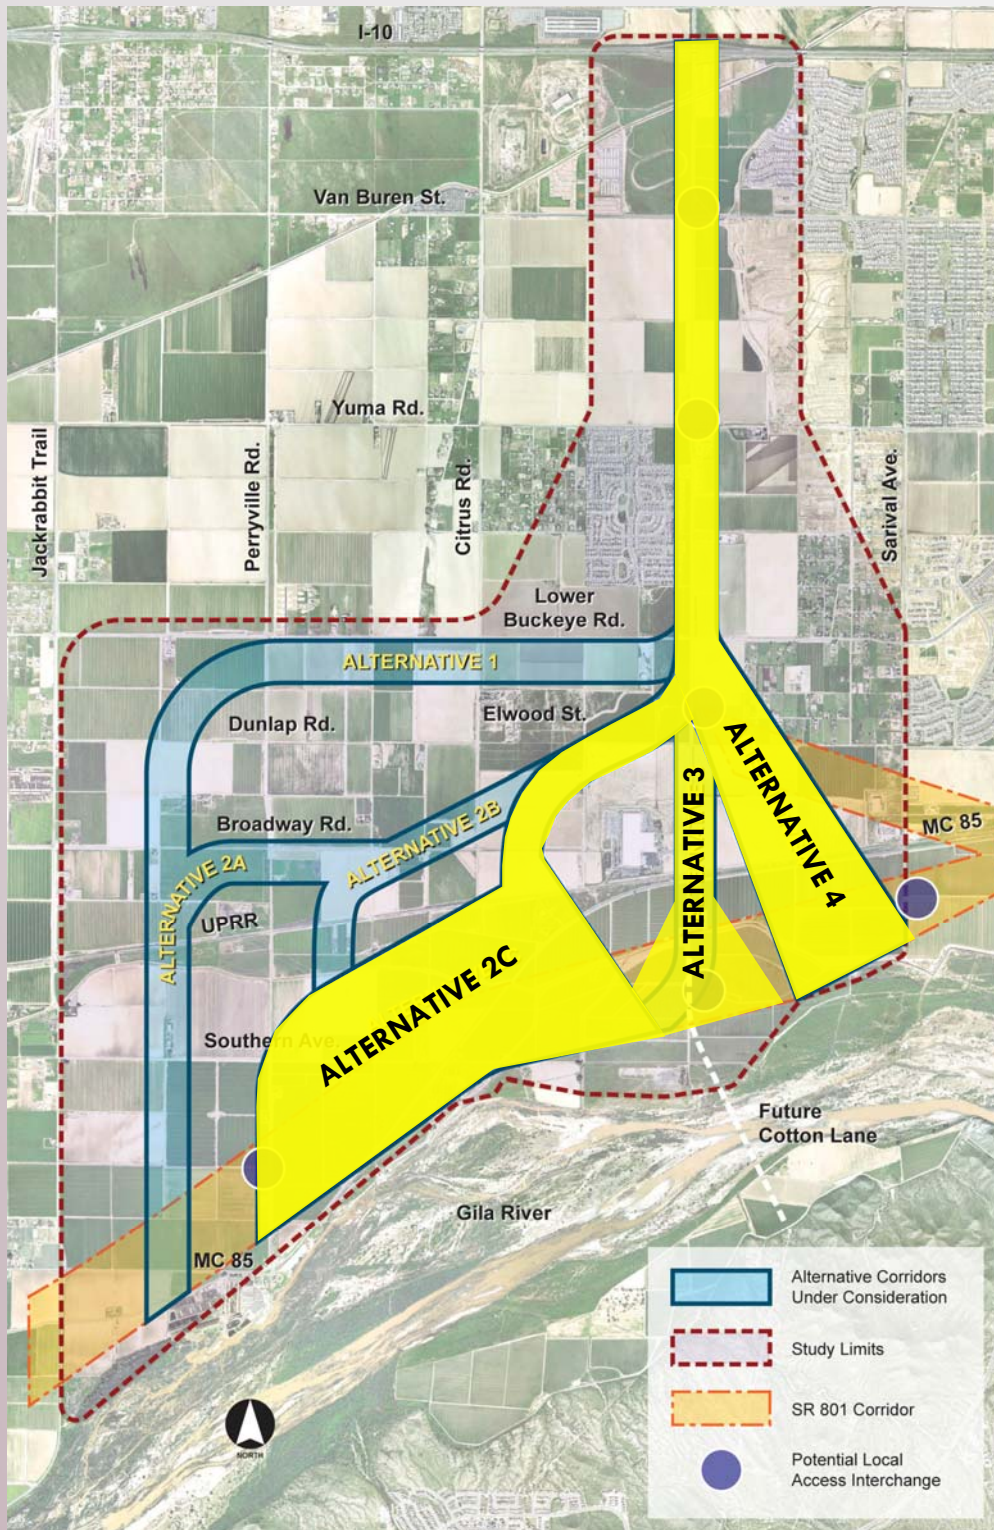 I-10
Van Buren St.
Yuma Rd.
Jackrabbit Trail
Perryville Rd.
Citrus Rd.
Sarival Ave.
Lower
Buckeye Rd.
ALTERNATIVE 1
Dunlap Rd.
Elwood St.
ALTERNATIVE 3
ALTERNATIVE 4
Broadway Rd.
ALTERNATIVE 2B
MC 85
ALTERNATIVE 2A
UPRR
ALTERNATIVE 2C
Southern Ave.
Future
Cotton Lane
Gila River
MC 85
NORTH
Alternative Corridors
Under Consideration
Study Limits
SR 801 Corridor
Potential Local
Access Interchange